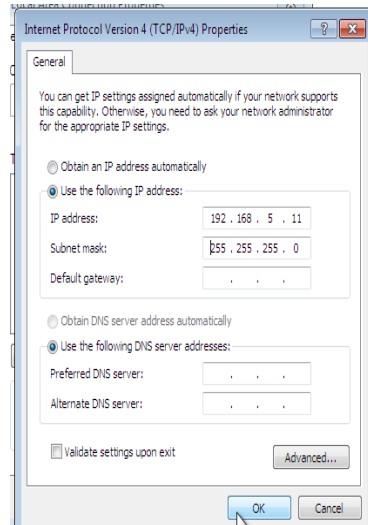 Internet Protocol Version 4 (TCP/IPv4) Properties
General
You can get IP settings assigned automatically if your network supports
this capability. Otherwise, you need to ask your network administrator
for the appropriate IP settings.
Obtain an IP address automatically
Use the following IP address:
IP address: 192 . 168 . 5 . 11
Subnet mask: 255 . 255 . 255 . 0
Default gateway: . . .
Obtain DNS server address automatically
Use the following DNS server addresses:
Preferred DNS server: . . .
Alternate DNS server: . . .
Validate settings upon exit
Advanced...
OK Cancel